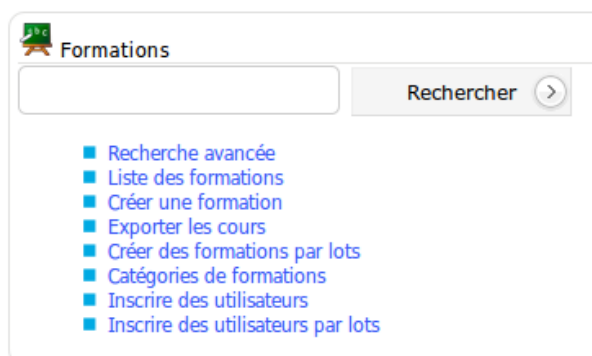 abc
Formations
Rechercher
Recherche avancée
Liste des formations
Créer une formation
Exporter les cours
Créer des formations par lots
Catégories de formations
Inscrire des utilisateurs
Inscrire des utilisateurs par lots